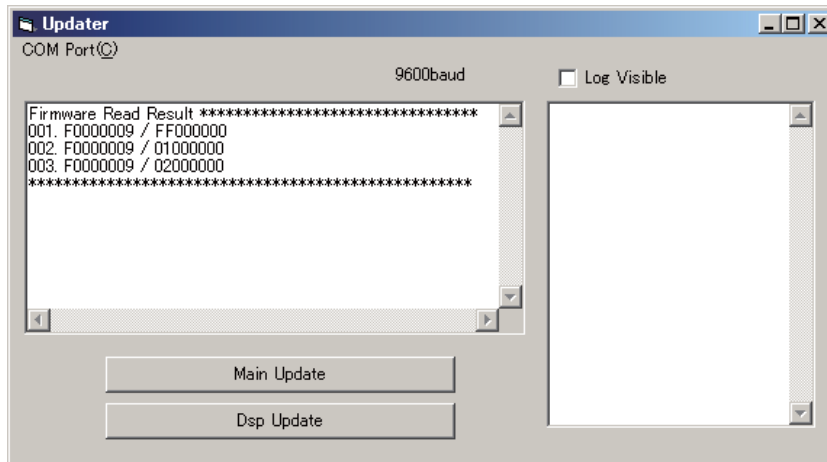 Updater
COM Port(C)
9600baud
Log Visible
Firmware Read Result ********************************
001. F0000009 / FF000000
002. F0000009 / 01000000
003. F0000009 / 02000000
***************************************************
Main Update
Dsp Update